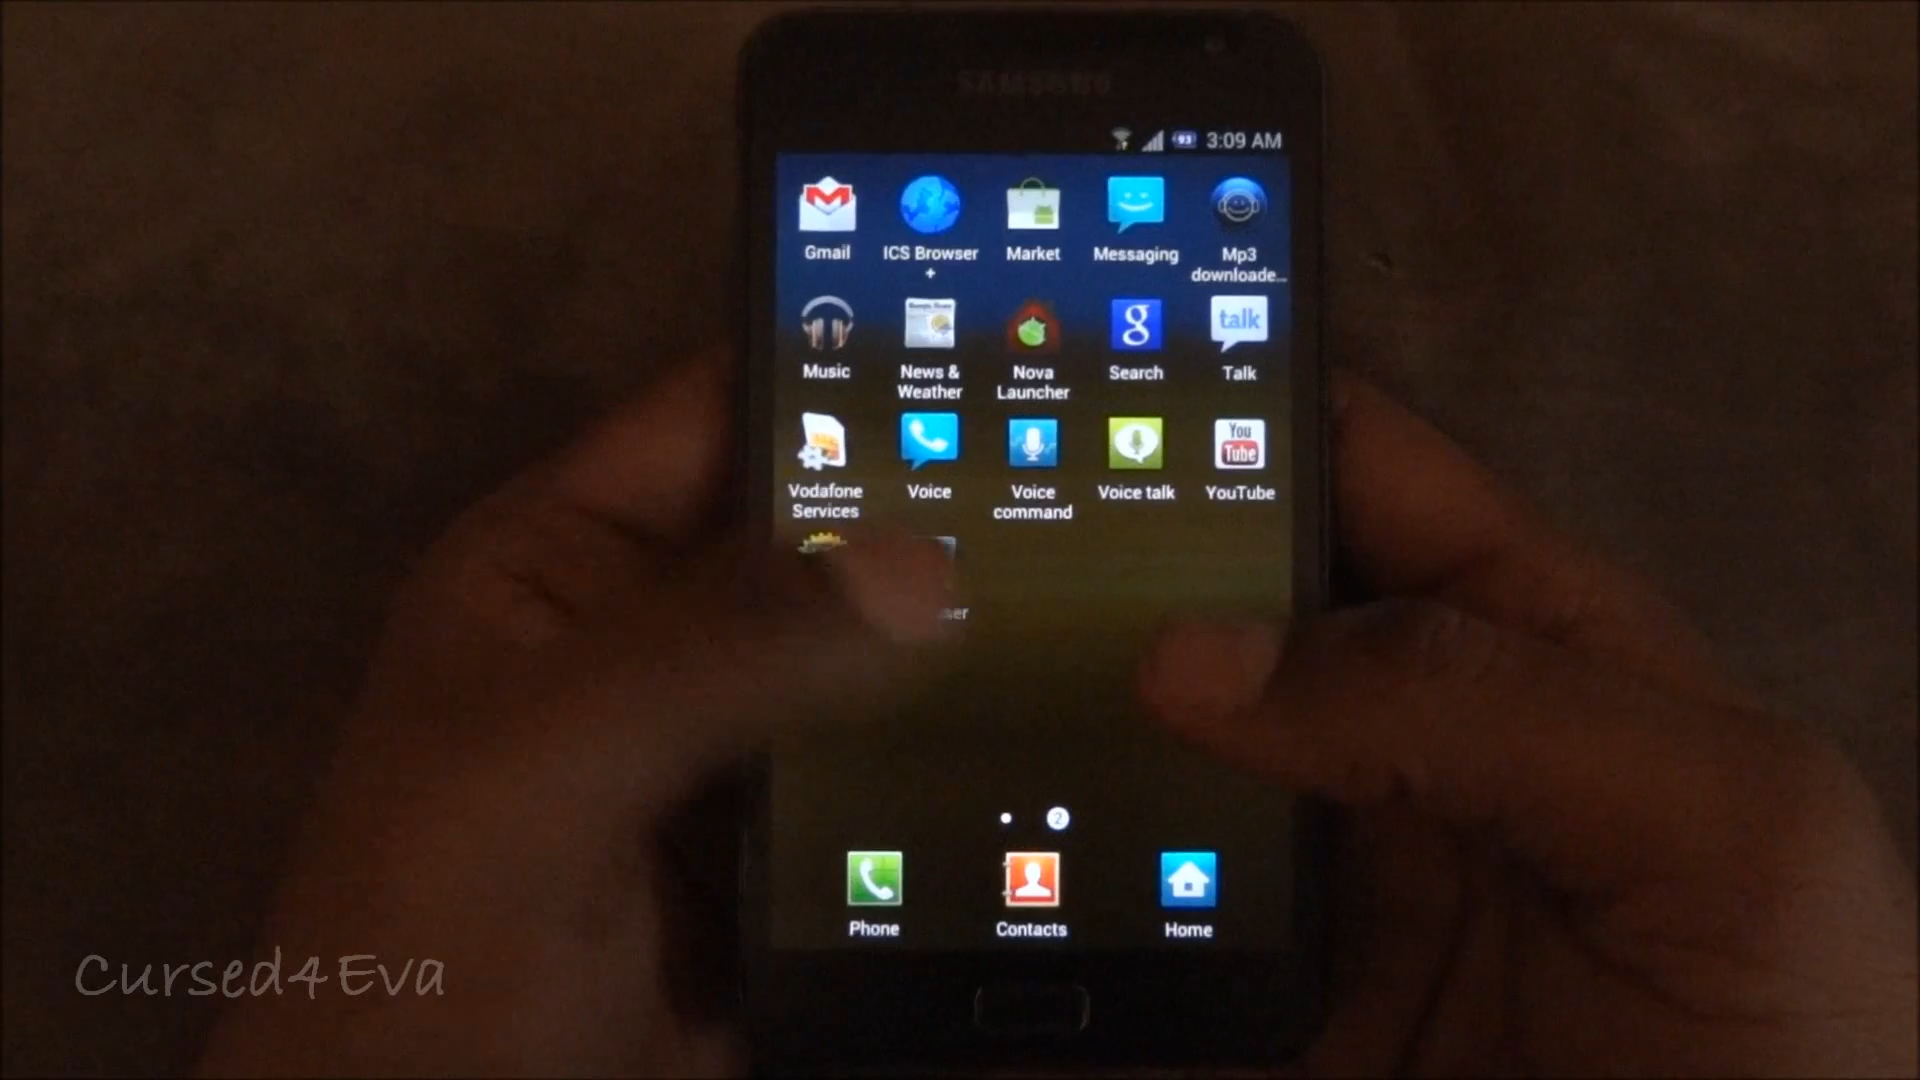 SAMSUNG
93 3:09 AM
Gmail
ICS Browser
+
Market
Messaging
Mp3
downloade...
Music
News &
Weather
Nova
Launcher
g
Search
talk
Talk
Vodafone
Services
Voice
Voice
command
Voice talk
You
Tube
YouTube
2
Phone
Contacts
Home
Cursed4Eva